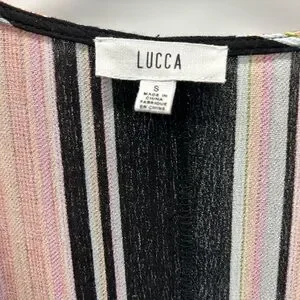 LUCCA
S
MADE IN
CHINA
FABRIQUÉ
EN CHINE